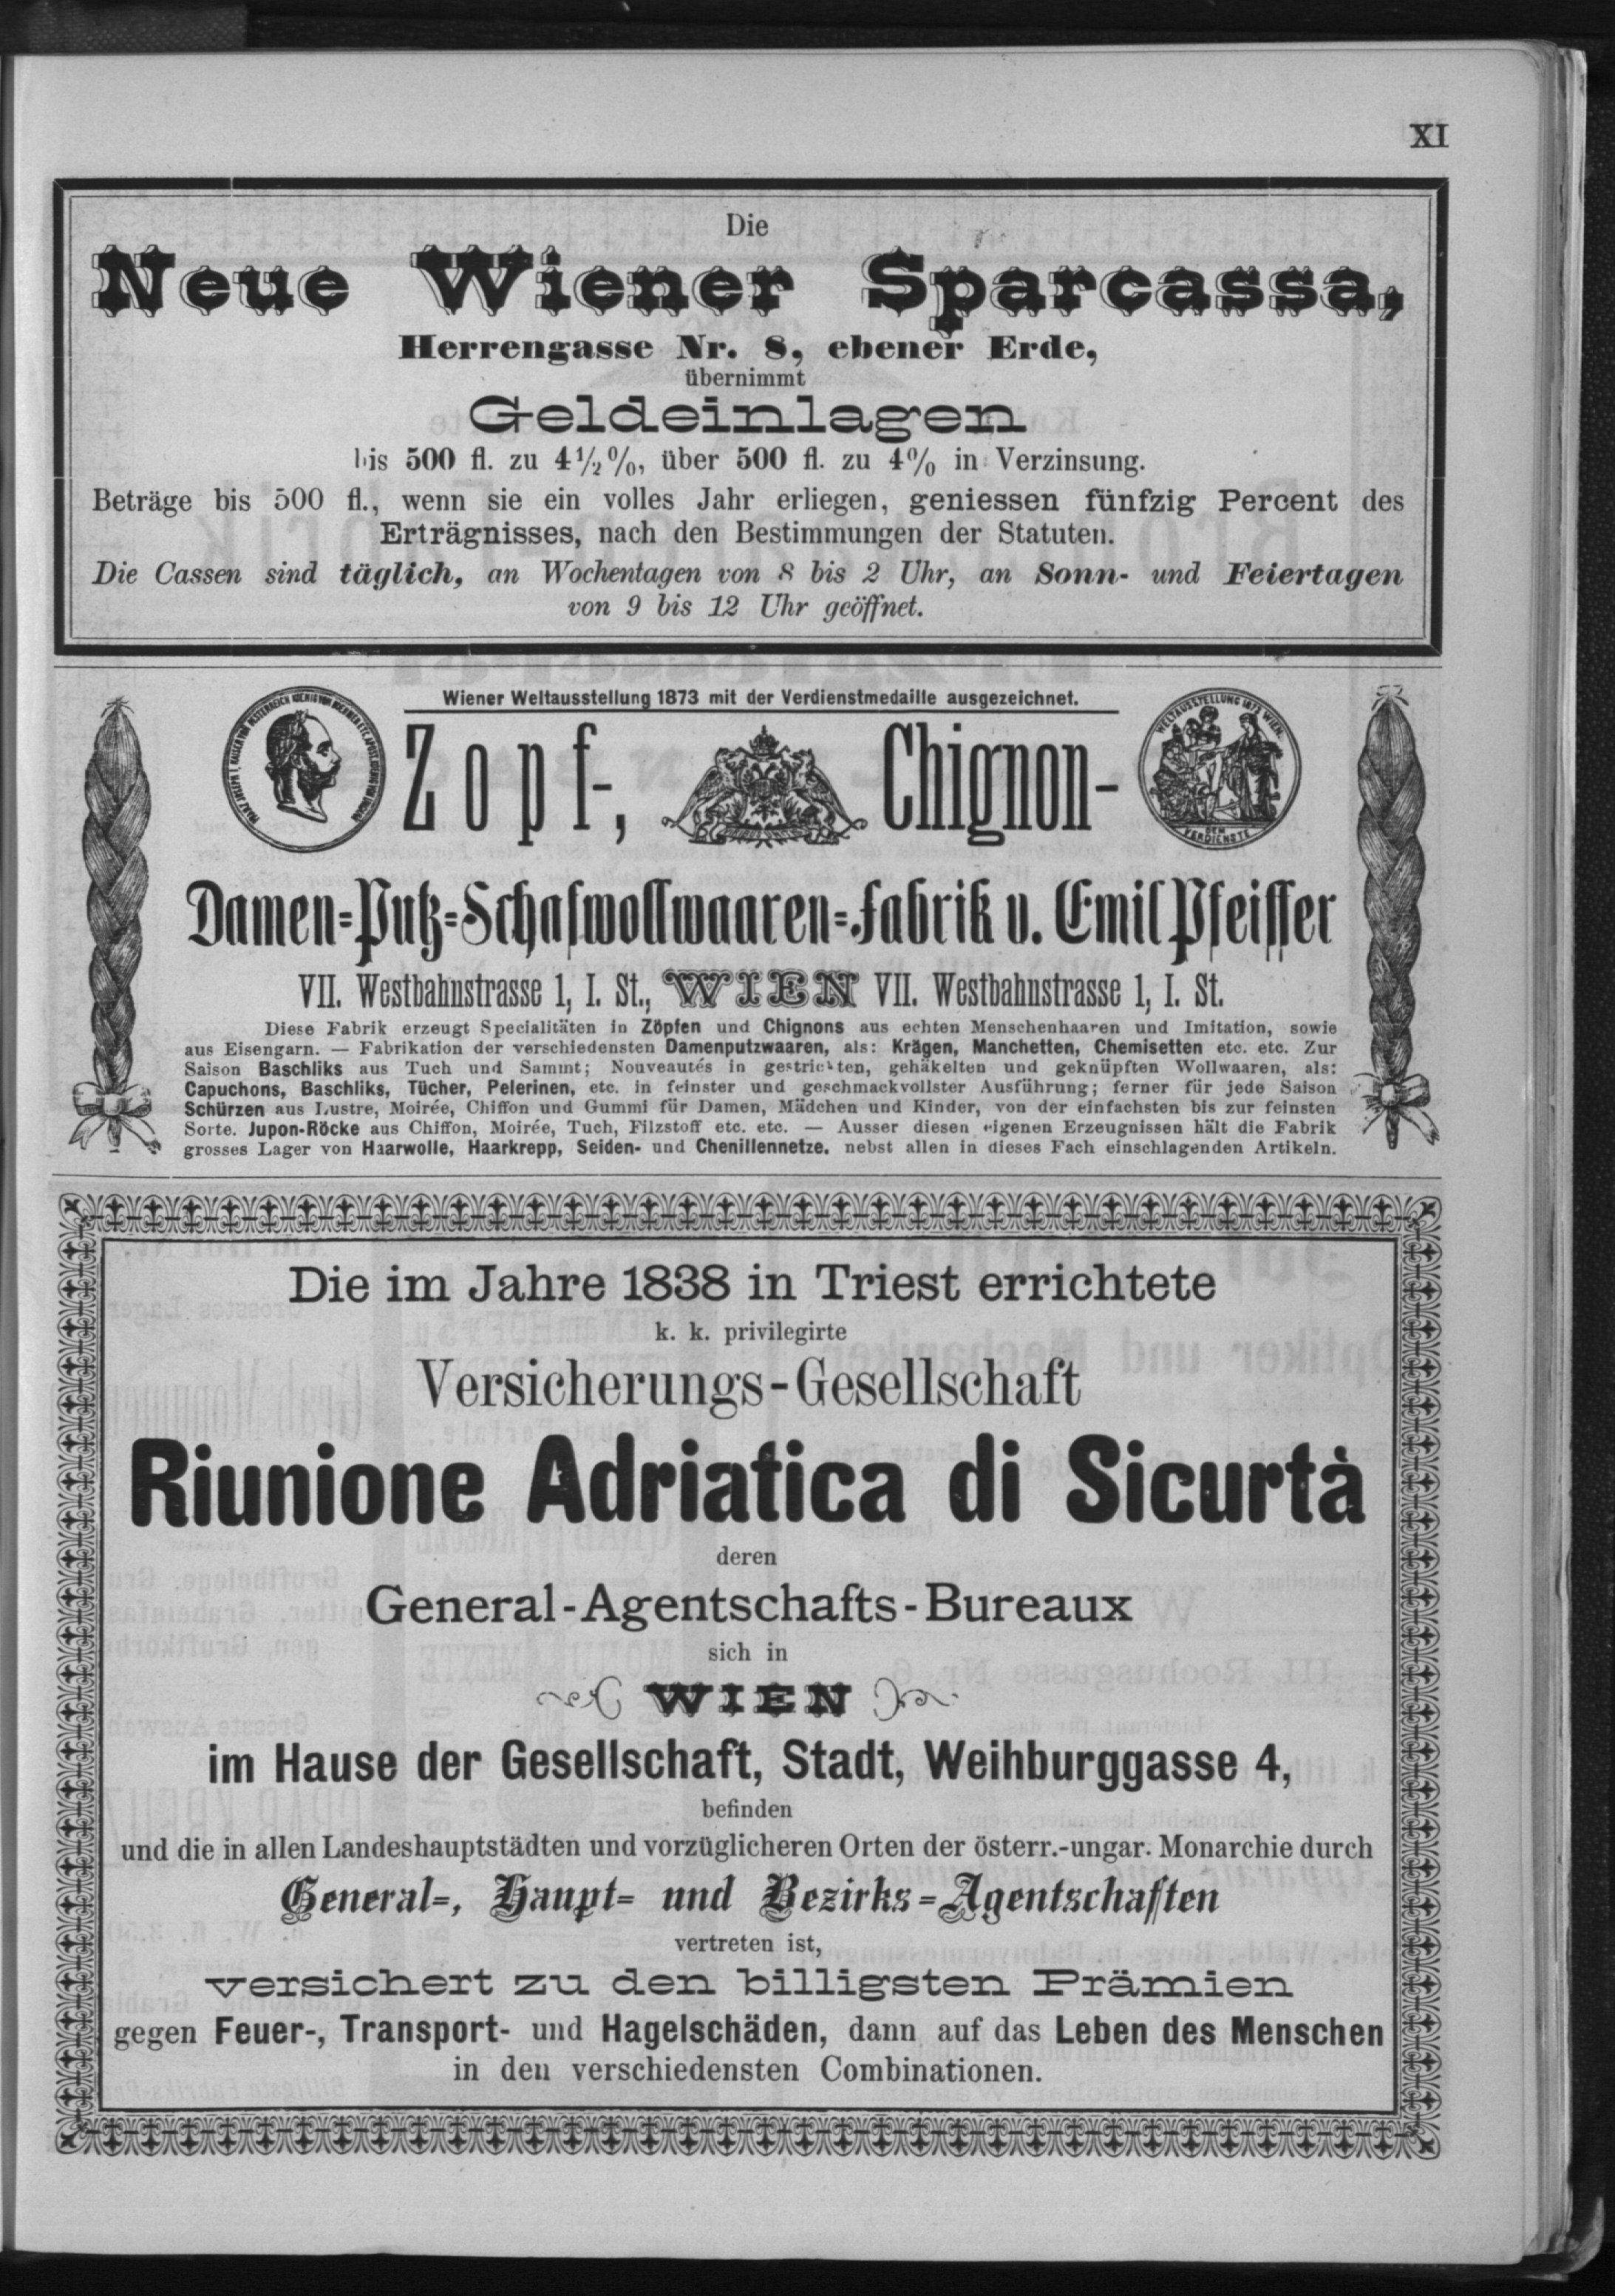 XI
Die
Neue Wiener Sparcassa,
Herrengasse Nr. 8, ebener Erde,
übernimmt
Geldeinlagen
bis 500 fl. zu 4½%, über 500 fl. zu 4% in Verzinsung.
Beträge bis 500 fl., wenn sie ein volles Jahr erliegen, geniessen fünfzig Percent des
Erträgnisses, nach den Bestimmungen der Statuten.
Die Cassen sind täglich, an Wochentagen von 8 bis 2 Uhr, an Sonn- und Feiertagen
von 9 bis 12 Uhr geöffnet.
Wiener Weltausstellung 1873 mit der Verdienstmedaille ausgezeichnet.
WELTAUSSTELLUNG 1873 WIEN.
DEM
VERDIENSTE
Zopf-, Chignon-
Damen-Putz-Schafwollwaaren-Fabrik v. Emil Pfeiffer
VII. Westbahnstrasse 1, I. St., WIEN VII. Westbahnstrasse 1, I. St.
Diese Fabrik erzeugt Specialitäten in Zöpfen und Chignons aus echten Menschenhaaren und Imitation, sowie
aus Eisengarn. — Fabrikation der verschiedensten Damenputzwaaren, als: Krägen, Manchetten, Chemisetten etc. etc. Zur
Saison Baschliks aus Tuch und Sammt; Nouveautés in gestrickten, gehäkelten und geknüpften Wollwaaren, als:
Capuchons, Baschliks, Tücher, Pelerinen, etc. in feinster und geschmackvollster Ausführung; ferner für jede Saison
Schürzen aus Lustre, Moirée, Chiffon und Gummi für Damen, Mädchen und Kinder, von der einfachsten bis zur feinsten
Sorte. Jupon-Röcke aus Chiffon, Moirée, Tuch, Filzstoff etc. etc. — Ausser diesen eigenen Erzeugnissen hält die Fabrik
grosses Lager von Haarwolle, Haarkrepp, Seiden- und Chenillennetze, nebst allen in dieses Fach einschlagenden Artikeln.
Die im Jahre 1838 in Triest errichtete
k. k. privilegirte
Versicherungs-Gesellschaft
Riunione Adriatica di Sicurtà
deren
General-Agentschafts-Bureaux
sich in
WIEN
im Hause der Gesellschaft, Stadt, Weihburggasse 4,
befinden
und die in allen Landeshauptstädten und vorzüglicheren Orten der österr.-ungar. Monarchie durch
General-, Haupt- und Bezirks-Agentschaften
vertreten ist,
versichert zu den billigsten Prämien
gegen Feuer-, Transport- und Hagelschäden, dann auf das Leben des Menschen
in den verschiedensten Combinationen.